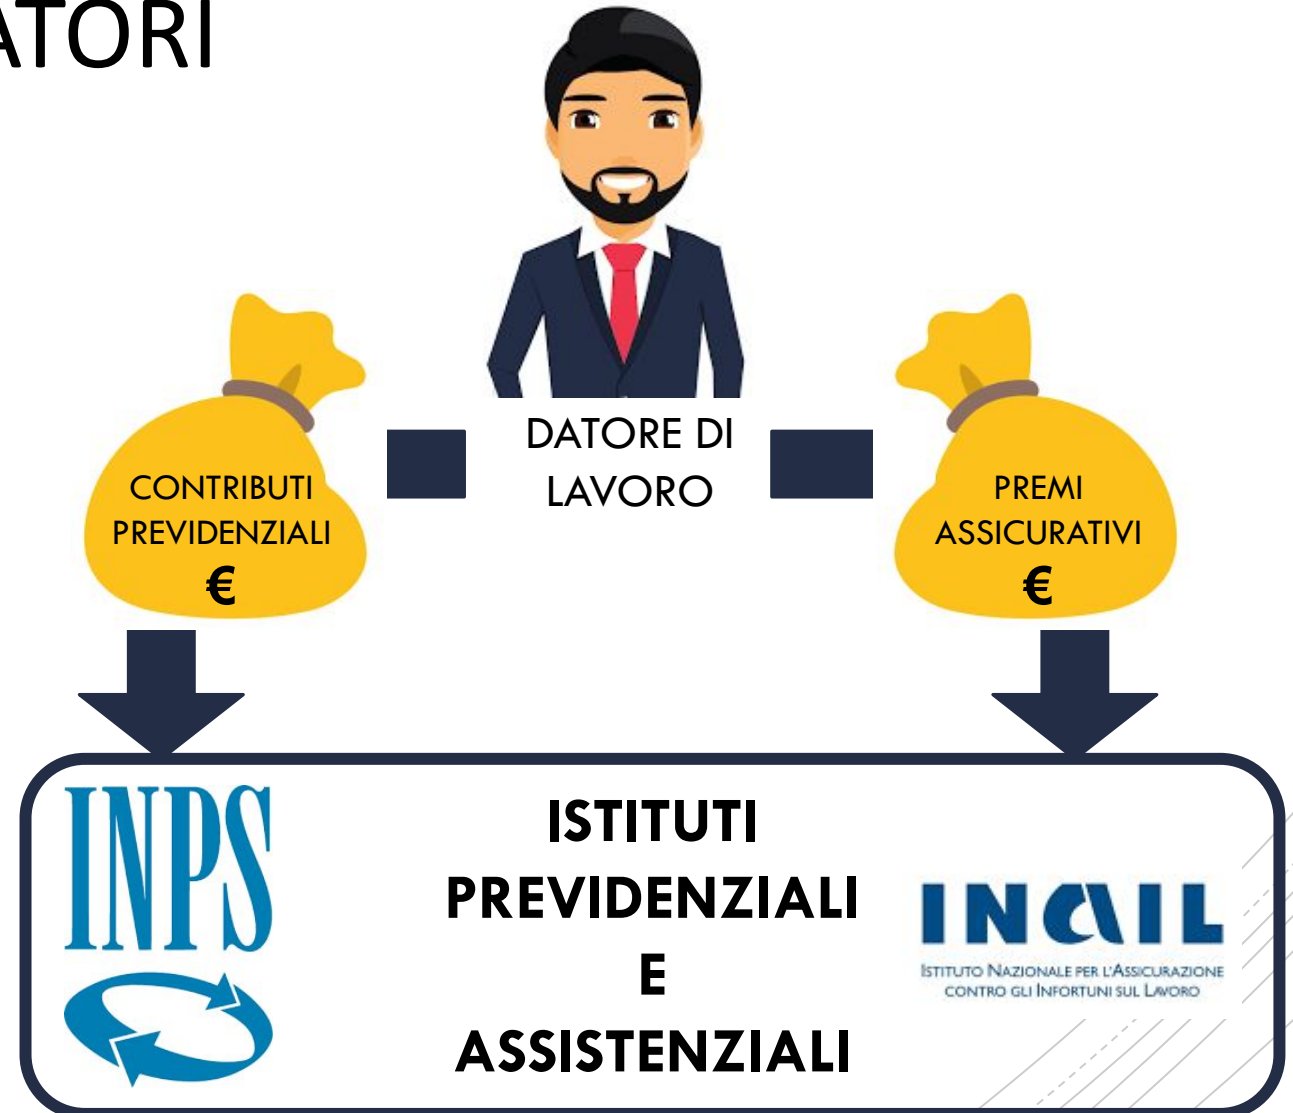 ATORI
DATORE DI
LAVORO
CONTRIBUTI
PREVIDENZIALI
€
PREMI
ASSICURATIVI
€
INPS
ISTITUTI
PREVIDENZIALI
E
ASSISTENZIALI
INAIL
ISTITUTO NAZIONALE PER L'ASSICURAZIONE
CONTRO GLI INFORTUNI SUL LAVORO